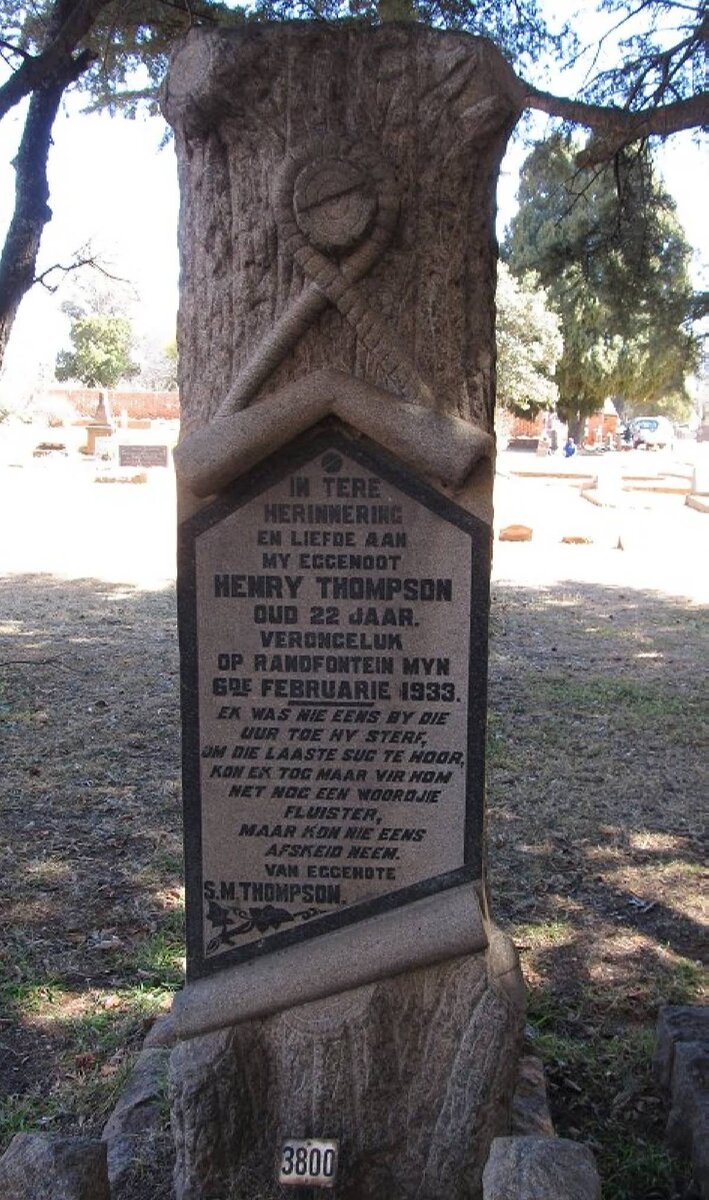 IN TERE
HERINNERING
EN LIEFDE AAN
MY EGGENOOT
HENRY THOMPSON
OUD 22 JAAR.
VERONGELUK
OP RANDFONTEIN MYN
6DE FEBRUARIE 1933.
EK WAS NIE EENS BY DIE
UUR TOE HY STERF,
OM DIE LAASTE SUG TE HOOR,
KON EK TOG MAAR VIR HOM
NET NOG EEN WOORDJIE
FLUISTER,
MAAR KON NIE EENS
AFSKEID NEEM.
VAN EGGENOTE
S.M. THOMPSON.
3800